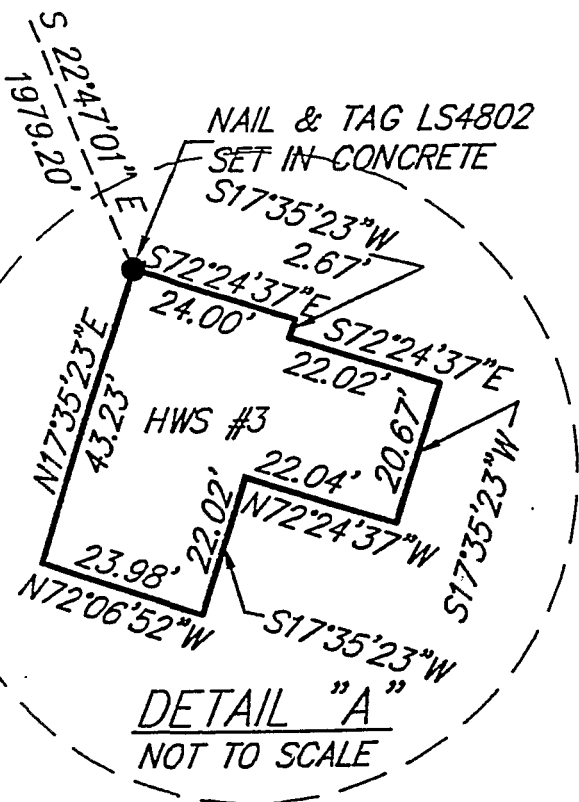 S 22°47'01" E
1979.20'
NAIL & TAG LS4802
SET IN CONCRETE
S17°35'23"W
2.67'
S72°24'37"E
24.00'
S72°24'37"E
22.02'
N17°35'23"E
43.23'
HWS #3
20.67'
S17°35'23"W
22.04'
N72°24'37"W
22.02'
S17°35'23"W
23.98'
N72°06'52"W
DETAIL "A"
NOT TO SCALE